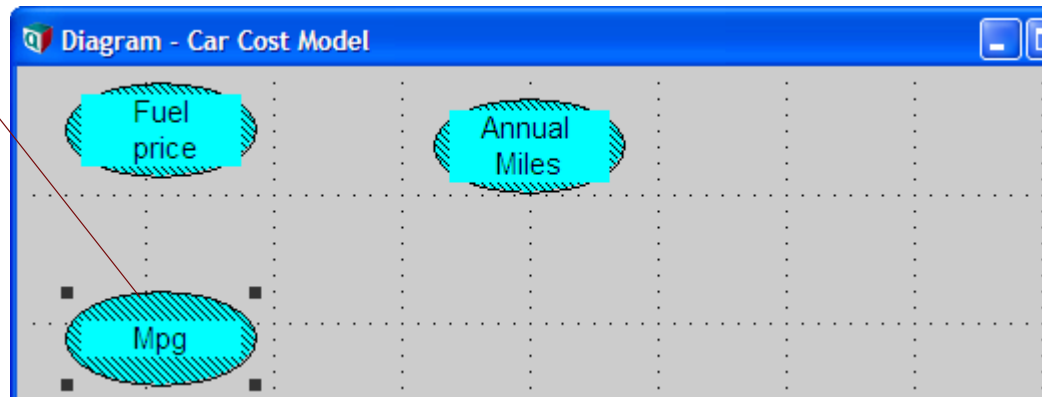 Diagram - Car Cost Model
Fuel
price
Annual
Miles
Mpg